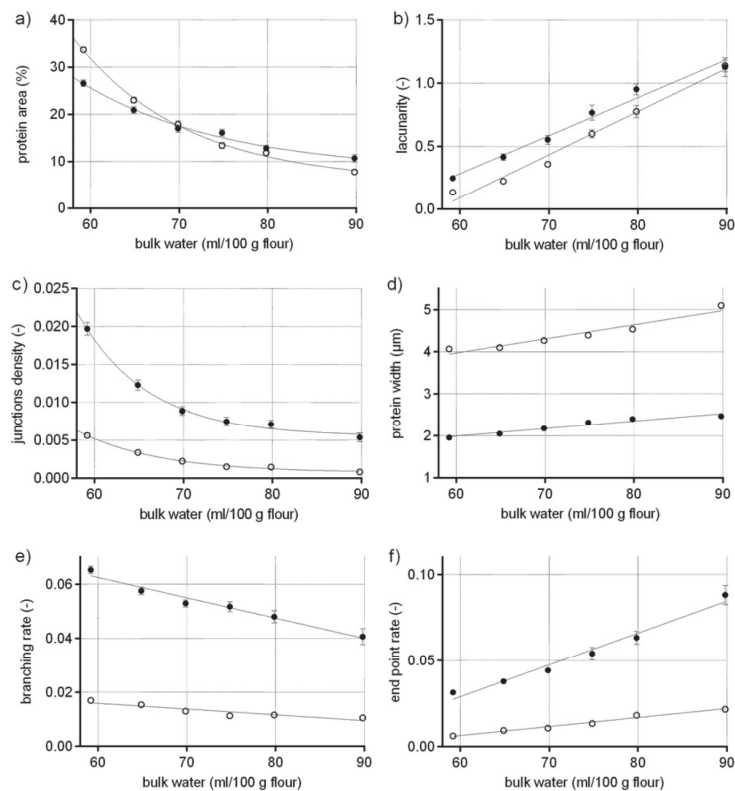 a)
protein area (%)
40
30
20
10
0
60 70 80 90
bulk water (ml/100 g flour)
b)
lacunarity (-)
1.5
1.0
0.5
0.0
60 70 80 90
bulk water (ml/100 g flour)
c)
junctions density (-)
0.025
0.020
0.015
0.010
0.005
0.000
60 70 80 90
bulk water (ml/100 g flour)
d)
protein width (µm)
5
4
3
2
1
60 70 80 90
bulk water (ml/100 g flour)
e)
branching rate (-)
0.06
0.04
0.02
0.00
60 70 80 90
bulk water (ml/100 g flour)
f)
end point rate (-)
0.10
0.05
0.00
60 70 80 90
bulk water (ml/100 g flour)